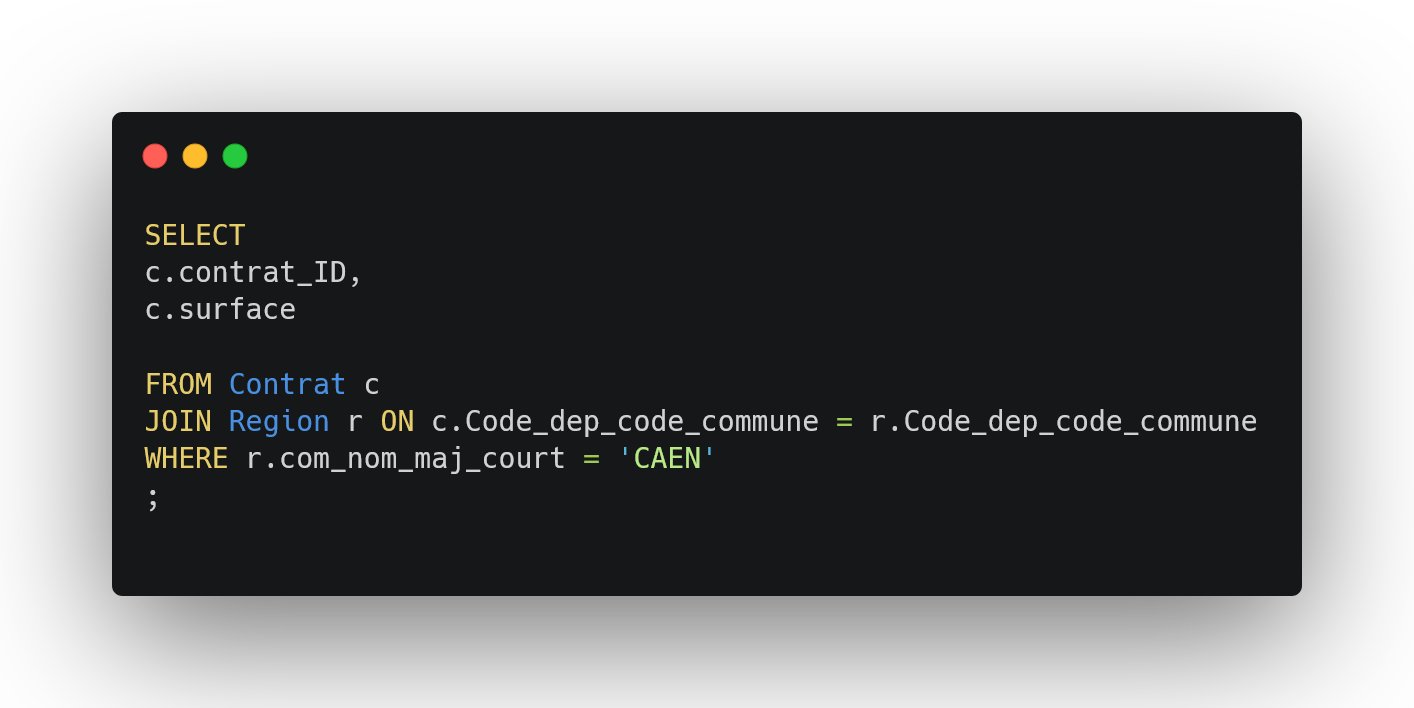 SELECT
c.contrat_ID,
c.surface
FROM Contrat c
JOIN Region r ON c.Code_dep_code_commune = r.Code_dep_code_commune
WHERE r.com_nom_maj_court = 'CAEN'
;